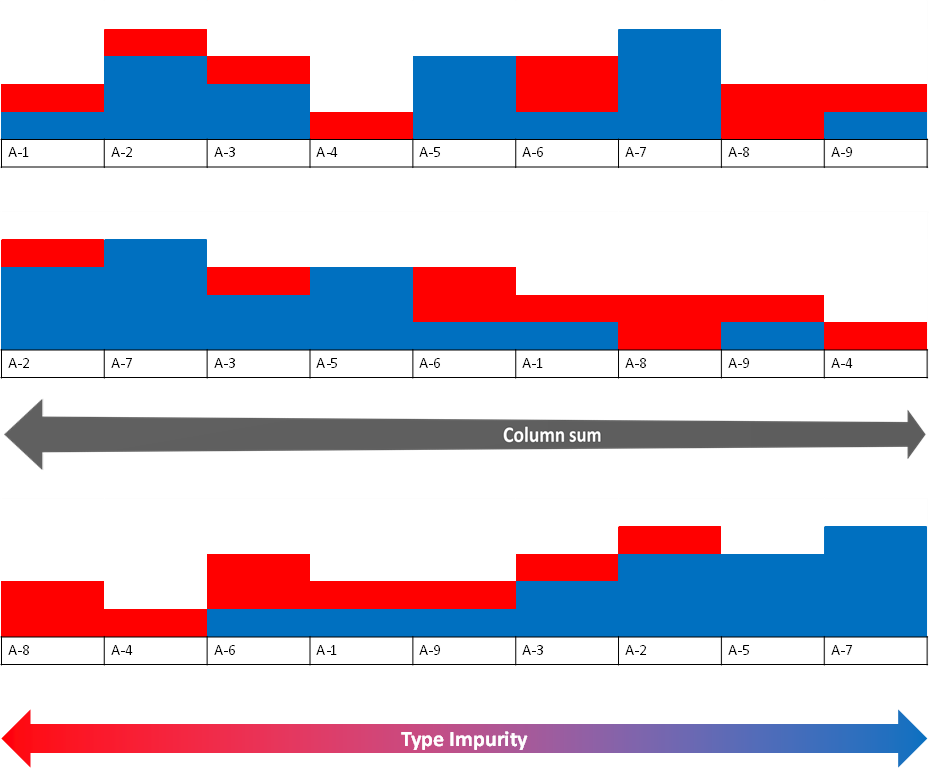 A-1 A-2 A-3 A-4 A-5 A-6 A-7 A-8 A-9
A-2 A-7 A-3 A-5 A-6 A-1 A-8 A-9 A-4
Column sum
A-8 A-4 A-6 A-1 A-9 A-3 A-2 A-5 A-7
Type Impurity